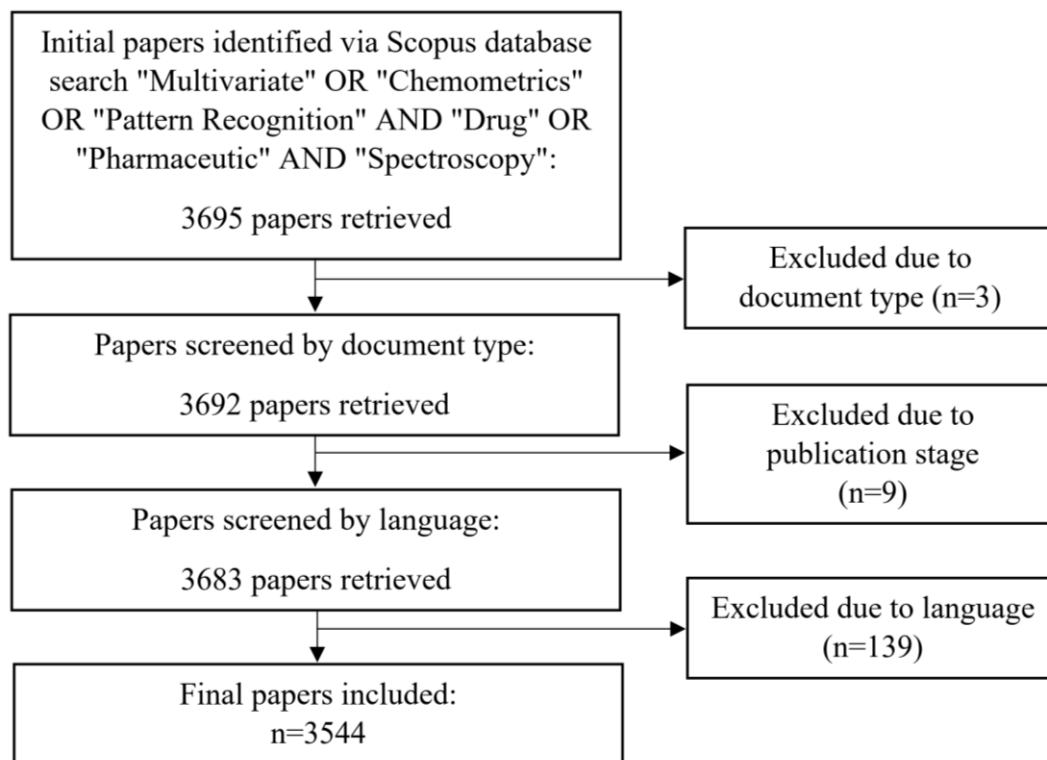 Initial papers identified via Scopus database
search "Multivariate" OR "Chemometrics"
OR "Pattern Recognition" AND "Drug" OR
"Pharmaceutic" AND "Spectroscopy":
3695 papers retrieved
Excluded due to
document type (n=3)
Papers screened by document type:
3692 papers retrieved
Excluded due to
publication stage
(n=9)
Papers screened by language:
3683 papers retrieved
Excluded due to language
(n=139)
Final papers included:
n=3544